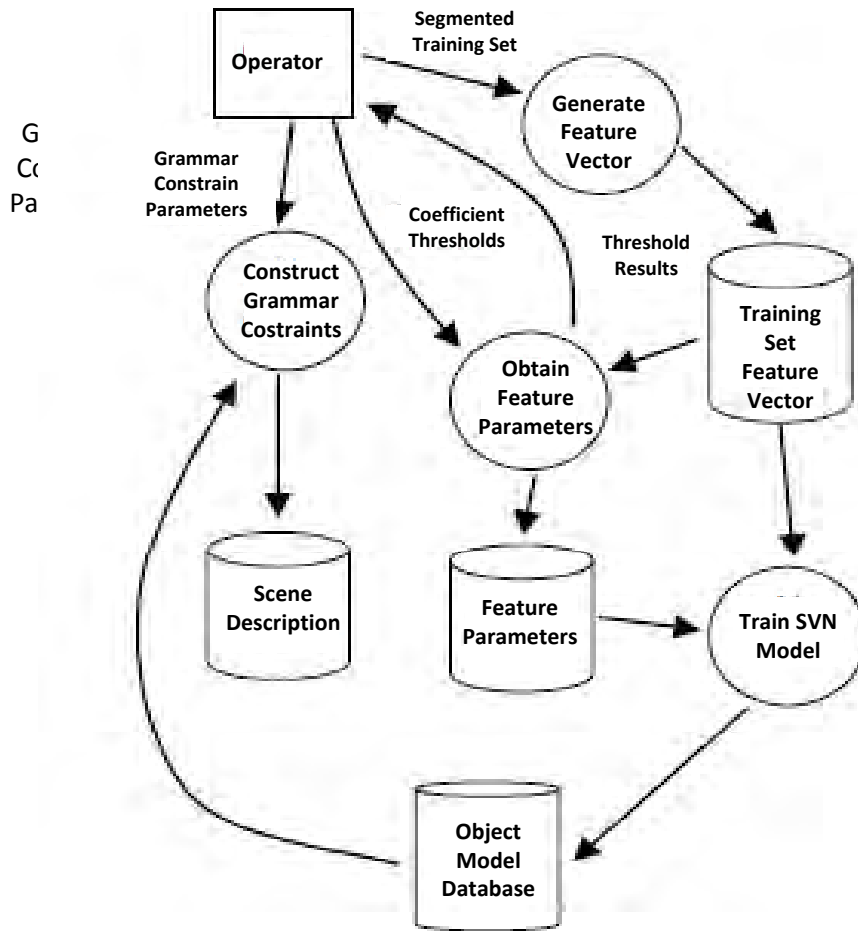 Segmented
Training Set
Operator
Generate
Feature
Vector
G
Pa
Grammar
Constrain
Parameters
Coefficient
Thresholds
Threshold
Results
Construct
Grammar
Costraints
Training
Set
Feature
Vector
Obtain
Feature
Parameters
Scene
Description
Feature
Parameters
Train SVN
Model
Object
Model
Database